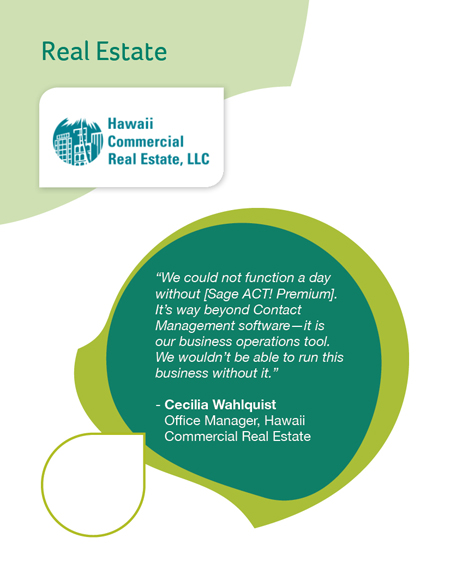 Real Estate
Hawaii
Commercial
Real Estate, LLC
“We could not function a day
without [Sage ACT! Premium].
It’s way beyond Contact
Management software—it is
our business operations tool.
We wouldn’t be able to run this
business without it.”
- Cecilia Wahlquist
Office Manager, Hawaii
Commercial Real Estate